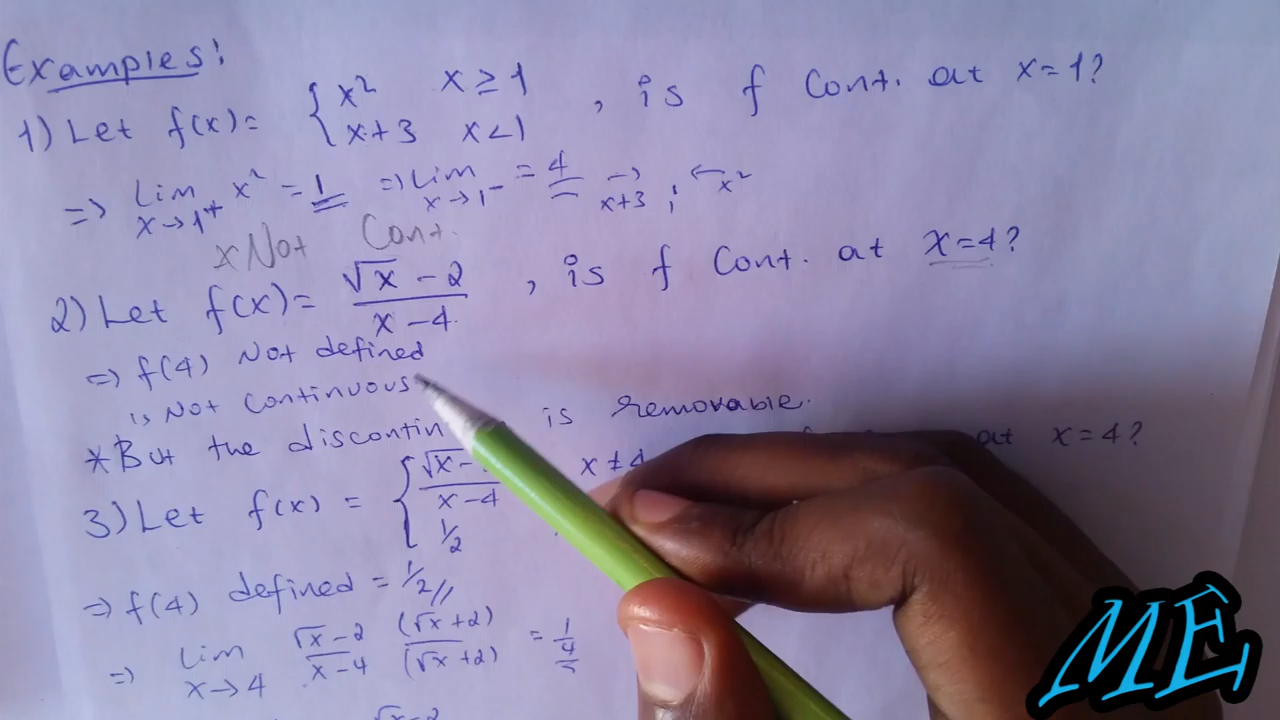 Examples:
1) Let f(x) = { x² x ≥ 1 , is f Cont. at x=1?
x+3 x<1
=> Lim x→1⁺ x² = 1 => Lim x→1⁻ = 4 → x+3 ; ← x²
x Not Cont.
2) Let f(x) = √x - 2 / x - 4 , is f Cont. at x=4?
=> f(4) Not defined
is Not continuous
*But the discontin is removable.
3) Let f(x) = { √x - / x - 4 x ≠ 4 at x=4?
1/2
=> f(4) defined = 1/2 //
=> Lim x→4 √x - 2 / x - 4 (√x + 2) / (√x + 2) = 1/4
√x - 2
ME